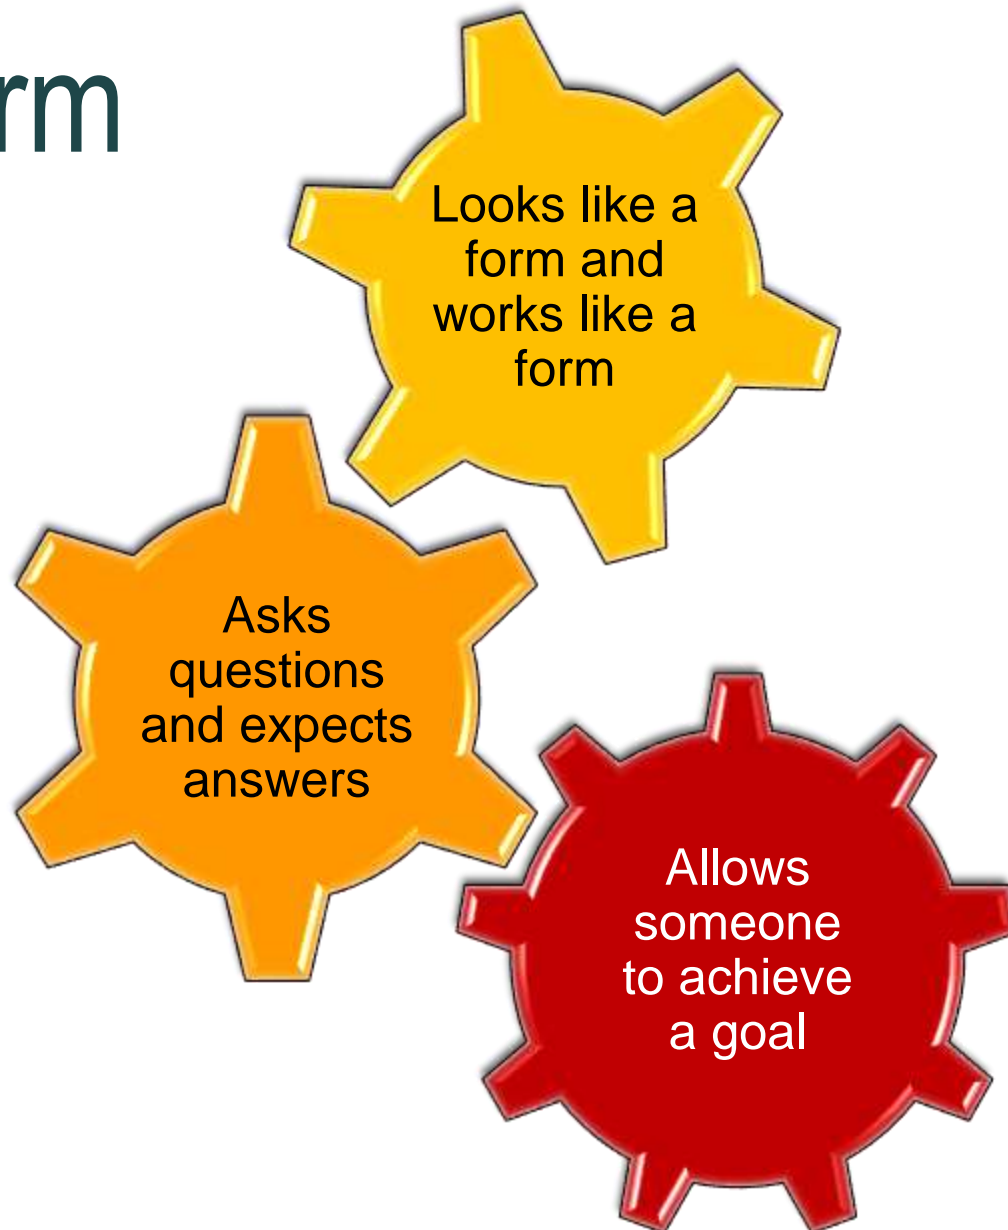 rm
Looks like a
form and
works like a
form
Asks
questions
and expects
answers
Allows
someone
to achieve
a goal